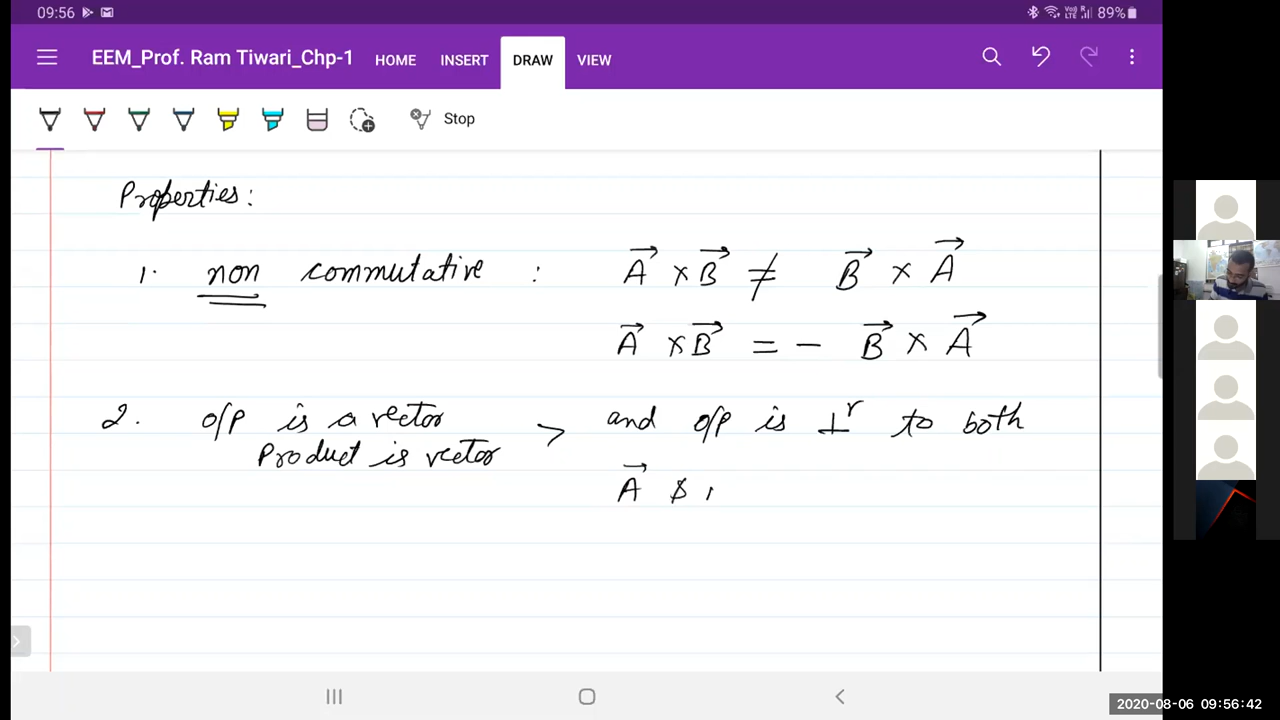 09:56 89%
EEM_Prof. Ram Tiwari_Chp-1 HOME INSERT DRAW VIEW
Stop
Properties:
1. non commutative : A⃗ × B⃗ ≠ B⃗ × A⃗
A⃗ × B⃗ = - B⃗ × A⃗
2. o/p is a vector > and o/p is ⊥r to both
Product is vector
A⃗ &
2020-08-06 09:56:42